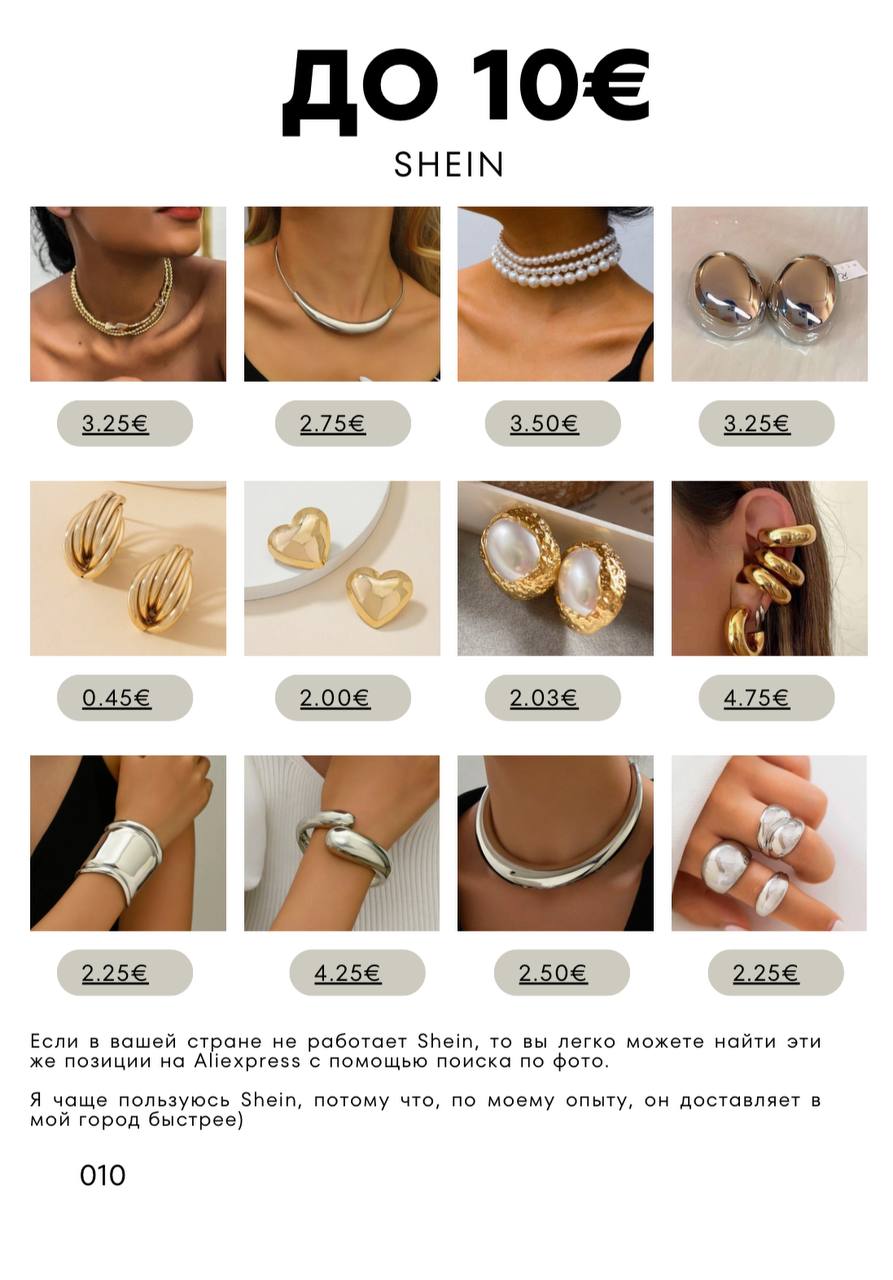 ДО 10€
SHEIN
3.25€
2.75€
3.50€
3.25€
0.45€
2.00€
2.03€
4.75€
2.25€
4.25€
2.50€
2.25€
Если в вашей стране не работает Shein, то вы легко можете найти эти
же позиции на Aliexpress с помощью поиска по фото.
Я чаще пользуюсь Shein, потому что, по моему опыту, он доставляет в
мой город быстрее)
010